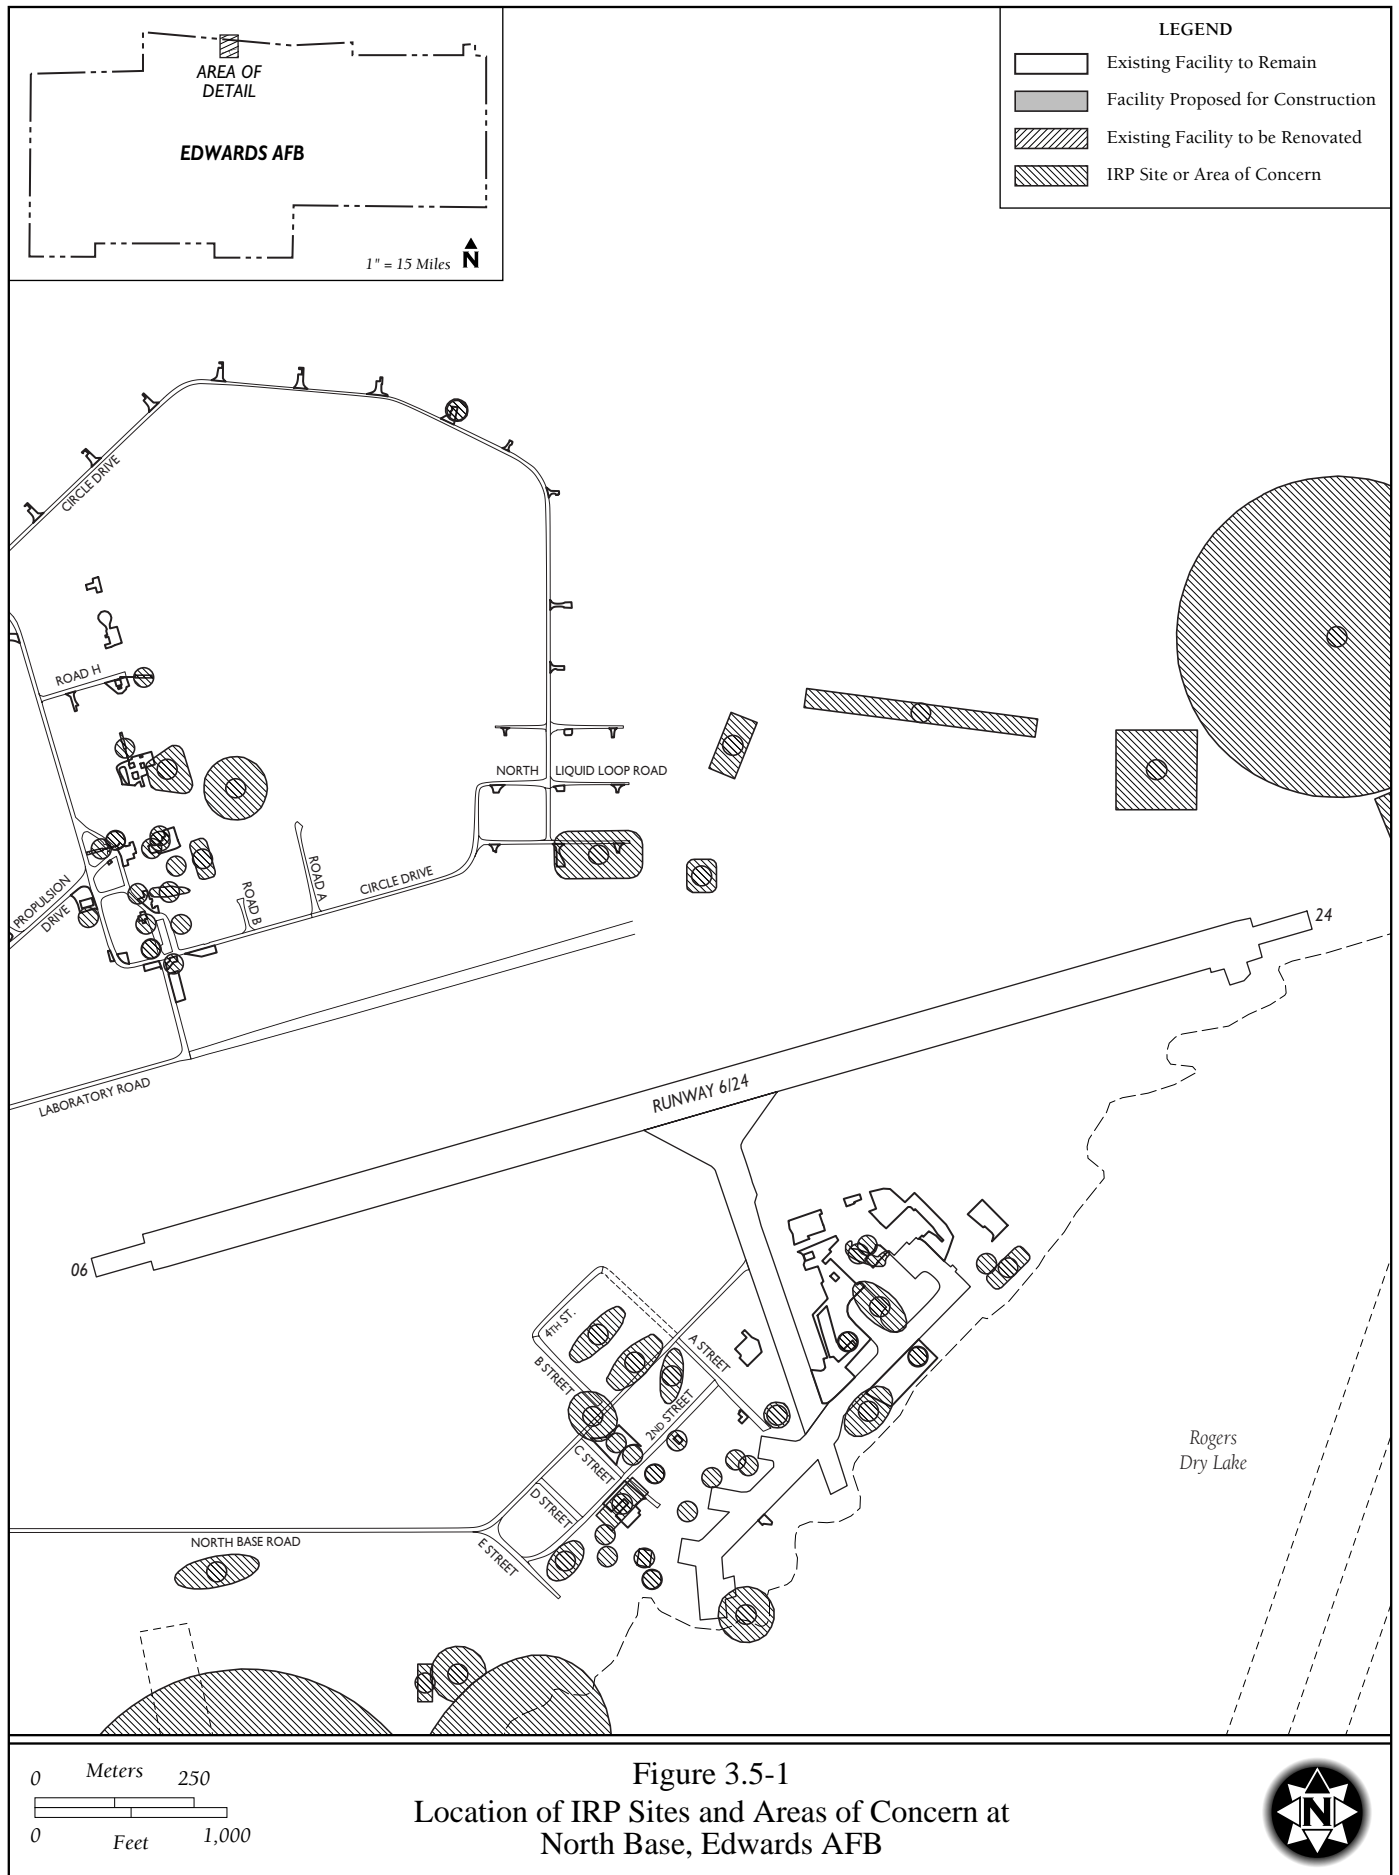 AREA OF
DETAIL
EDWARDS AFB
1" = 15 Miles N
LEGEND
Existing Facility to Remain
Facility Proposed for Construction
Existing Facility to be Renovated
IRP Site or Area of Concern
CIRCLE DRIVE
ROAD H
NORTH LIQUID LOOP ROAD
PROPULSION
DRIVE
ROAD B
ROAD A
CIRCLE DRIVE
24
LABORATORY ROAD
RUNWAY 6/24
06
4TH ST.
A STREET
B STREET
2ND STREET
C STREET
D STREET
E STREET
NORTH BASE ROAD
Rogers
Dry Lake
0 Meters 250
0 Feet 1,000
Figure 3.5-1
Location of IRP Sites and Areas of Concern at
North Base, Edwards AFB
N